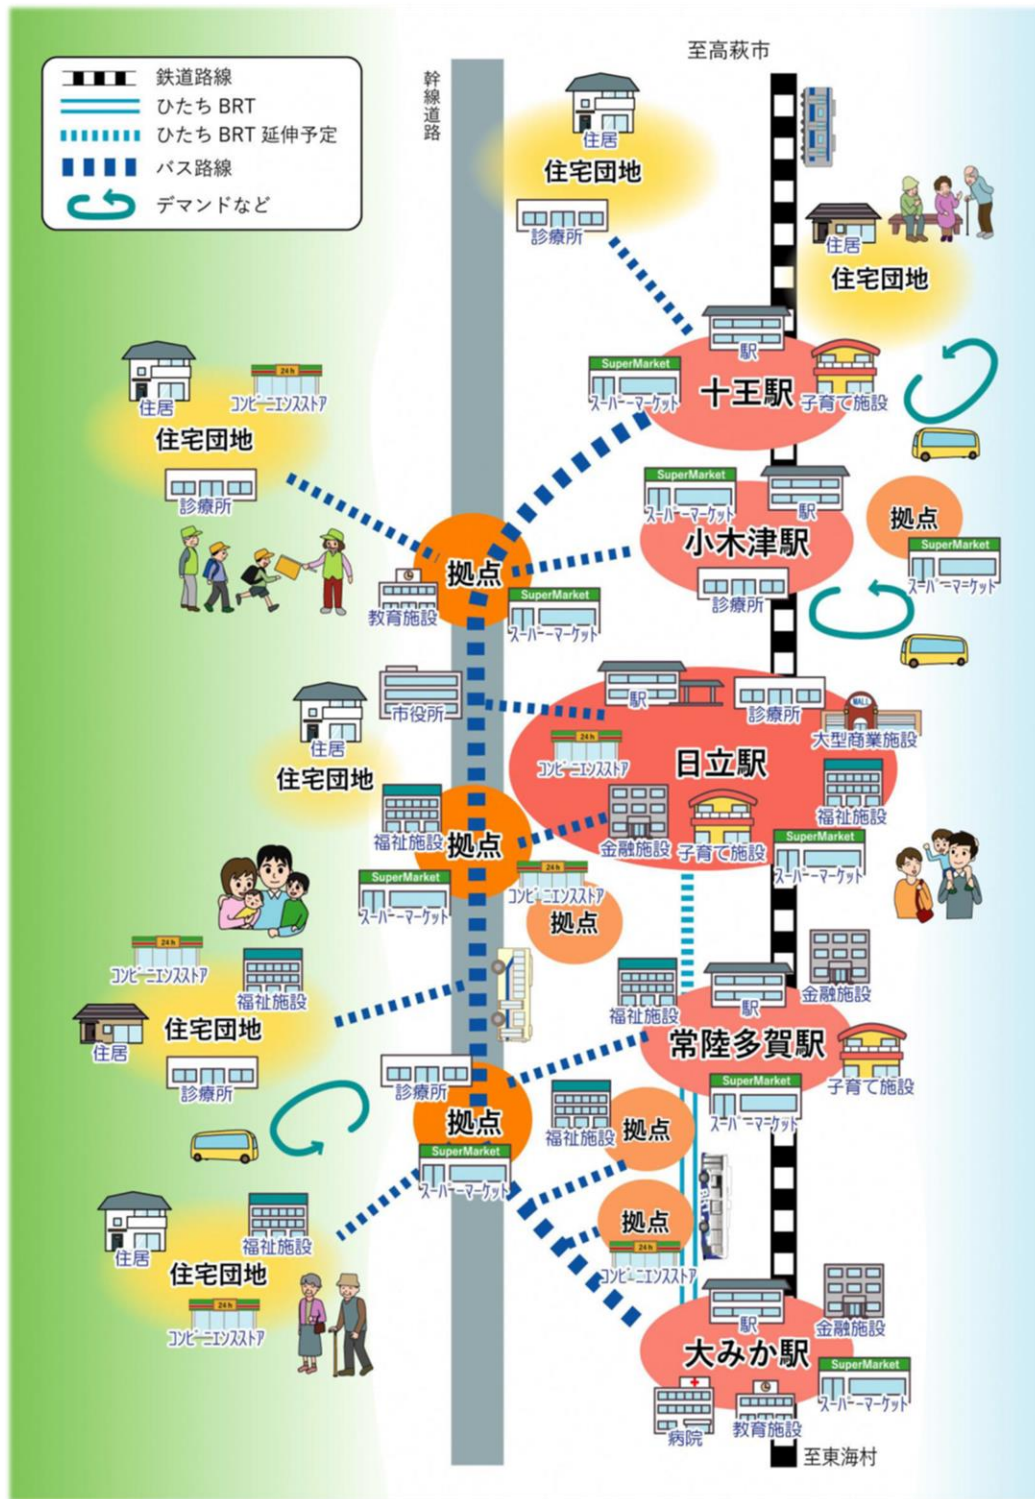 至高萩市
鉄道路線
ひたち BRT
ひたち BRT 延伸予定
バス路線
デマンドなど
幹線道路
住居
住宅団地
診療所
住居
住宅団地
駅
SuperMarket
スーパーマーケット
十王駅
子育て施設
住居
24h
コンビニエンスストア
住宅団地
診療所
SuperMarket
スーパーマーケット
駅
小木津駅
診療所
拠点
SuperMarket
スーパーマーケット
拠点
教育施設
SuperMarket
スーパーマーケット
市役所
住居
住宅団地
駅
診療所
MALL
大型商業施設
24h
コンビニエンスストア
日立駅
福祉施設
金融施設
子育て施設
SuperMarket
スーパーマーケット
福祉施設
拠点
SuperMarket
スーパーマーケット
24h
コンビニエンスストア
拠点
24h
コンビニエンスストア
福祉施設
住居
住宅団地
診療所
福祉施設
駅
金融施設
常陸多賀駅
子育て施設
SuperMarket
スーパーマーケット
診療所
拠点
SuperMarket
スーパーマーケット
福祉施設
拠点
拠点
24h
コンビニエンスストア
住居
福祉施設
住宅団地
24h
コンビニエンスストア
駅
金融施設
大みか駅
SuperMarket
スーパーマーケット
病院
教育施設
至東海村